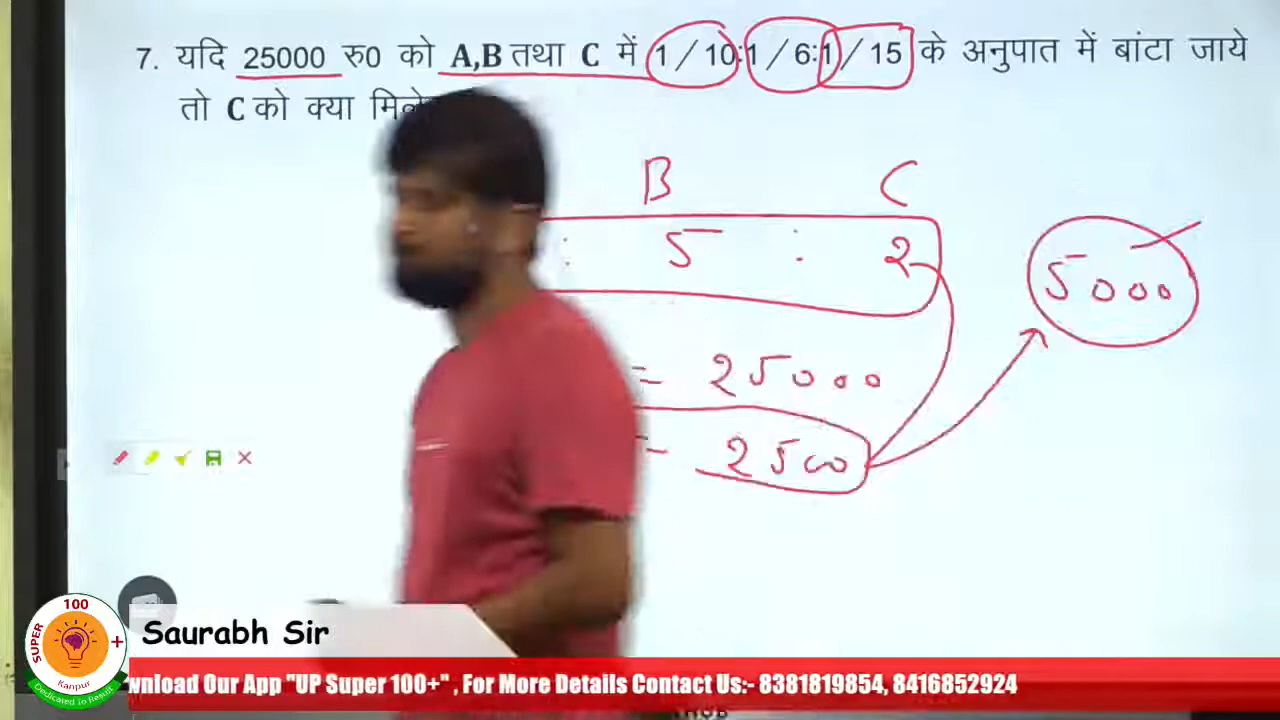 7. यदि 25000 रु0 को A,B तथा C में 1/10:1/6:1/15 के अनुपात में बांटा जाये
तो C को क्या
B C
: 5 : 2
5000
= 25000
= 2500
100
SUPER +
Kanpur
Dedicated To Result
Saurabh Sir
wnload Our App "UP Super 100+" , For More Details Contact Us:- 8381819854, 8416852924